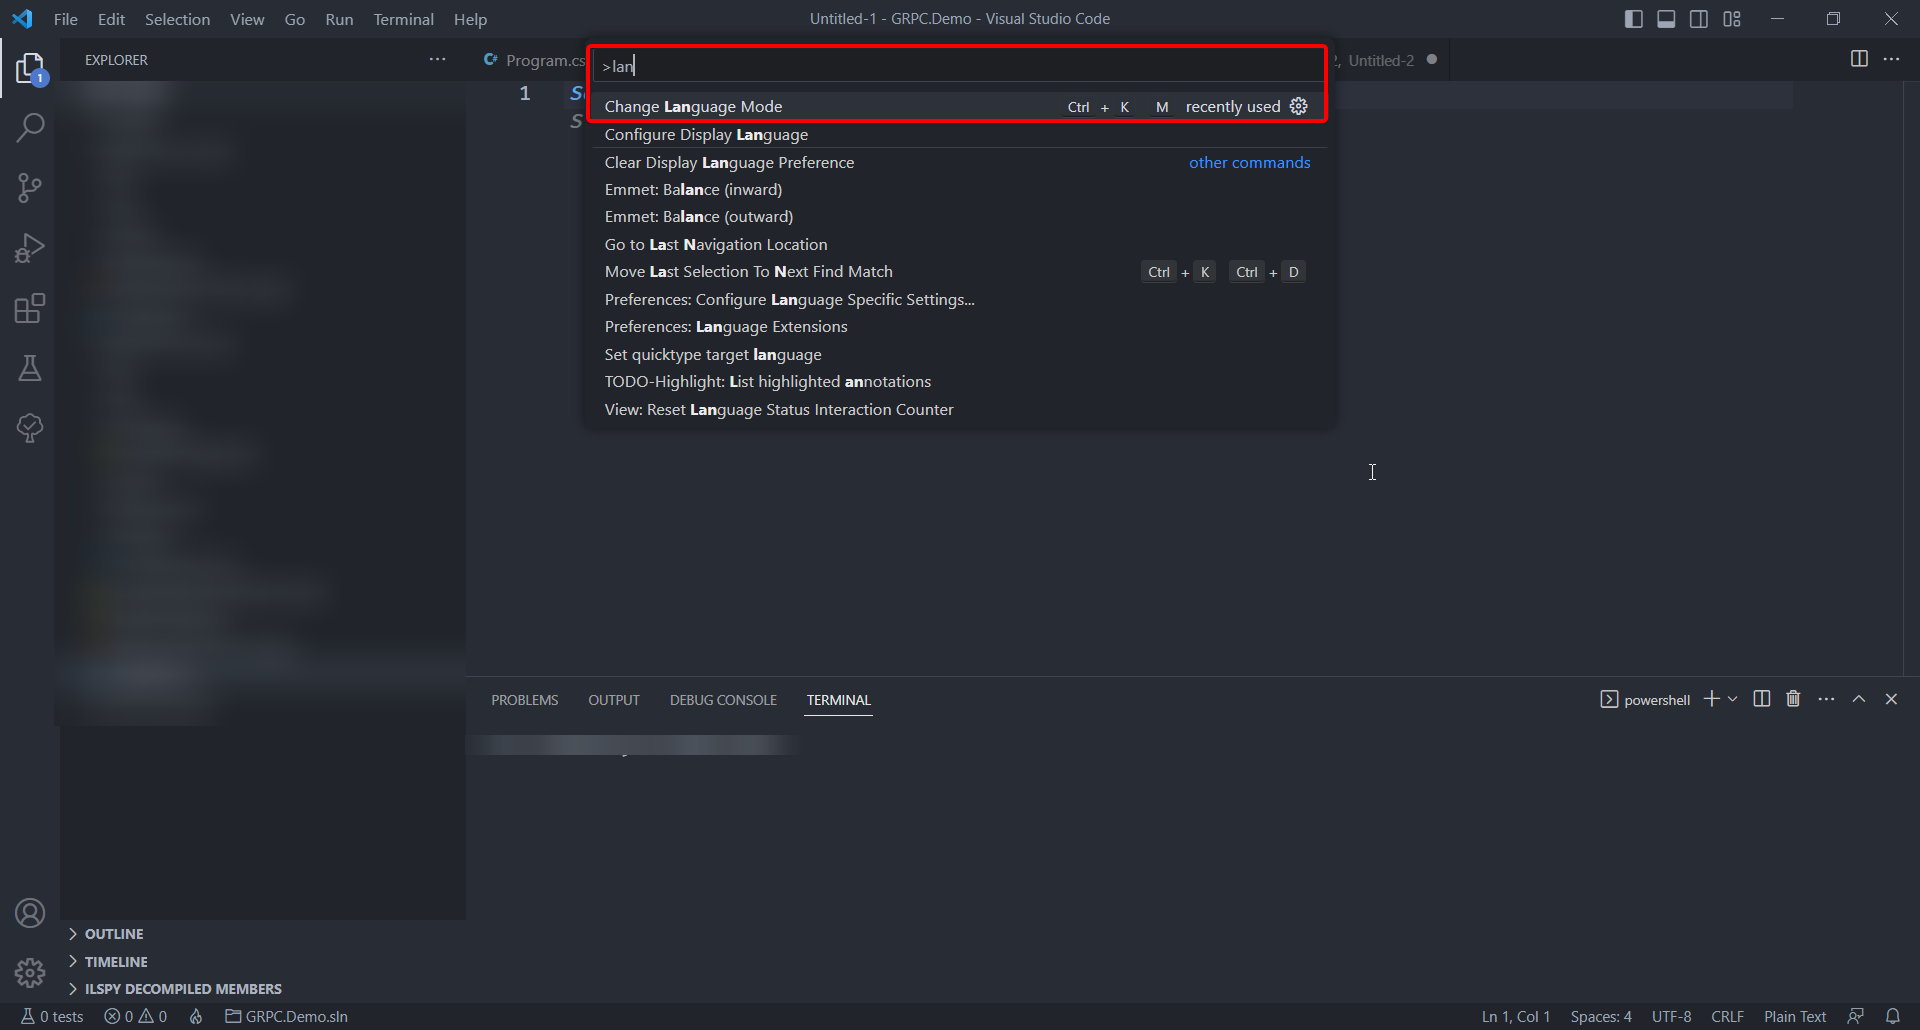 File Edit Selection View Go Run Terminal Help
Untitled-1 - GRPC.Demo - Visual Studio Code
EXPLORER
1
Program.cs
, Untitled-2
1
>lan
Change Language Mode Ctrl + K M recently used
Configure Display Language
Clear Display Language Preference other commands
Emmet: Balance (inward)
Emmet: Balance (outward)
Go to Last Navigation Location
Move Last Selection To Next Find Match Ctrl + K Ctrl + D
Preferences: Configure Language Specific Settings...
Preferences: Language Extensions
Set quicktype target language
TODO-Highlight: List highlighted annotations
View: Reset Language Status Interaction Counter
PROBLEMS OUTPUT DEBUG CONSOLE TERMINAL
powershell
OUTLINE
TIMELINE
ILSPY DECOMPILED MEMBERS
0 tests 0 0 GRPC.Demo.sln
Ln 1, Col 1 Spaces: 4 UTF-8 CRLF Plain Text